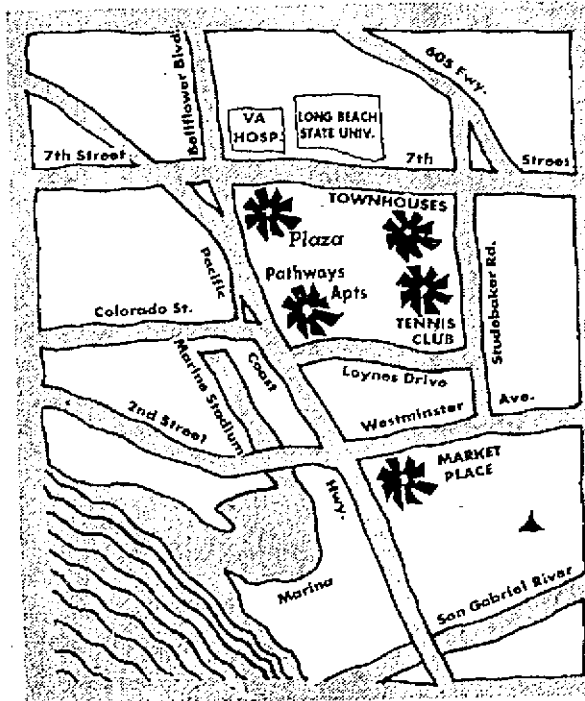 Bellflower Blvd.
605 Fwy.
VA
HOSP.
LONG BEACH
STATE UNIV.
7th Street
7th
Street
TOWNHOUSES
Plaza
Pacific
Pathways
Apts
Studebaker Rd.
Colorado St.
TENNIS
CLUB
Marine Stadium
Coast
Loynes Drive
2nd Street
Westminster
Ave.
MARKET
PLACE
Hwy.
Marina
San Gabriel River